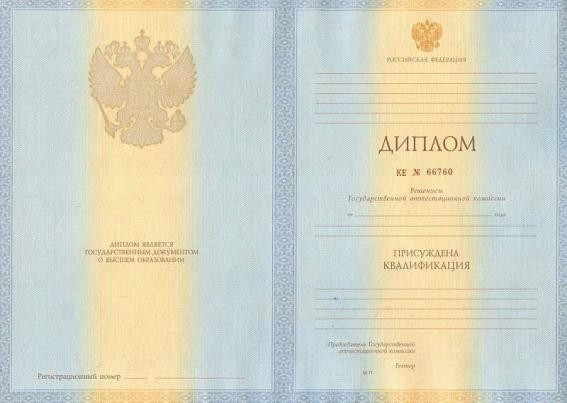 ДИПЛОМ ЯВЛЯЕТСЯ
ГОСУДАРСТВЕННЫМ ДОКУМЕНТОМ
О ВЫСШЕМ ОБРАЗОВАНИИ
Регистрационный номер
РОССИЙСКАЯ ФЕДЕРАЦИЯ
ДИПЛОМ
КЕ № 66760
Решением
Государственной аттестационной комиссии
от года
ПРИСУЖДЕНА
КВАЛИФИКАЦИЯ
Председатель Государственной
аттестационной комиссии
М П Ректор